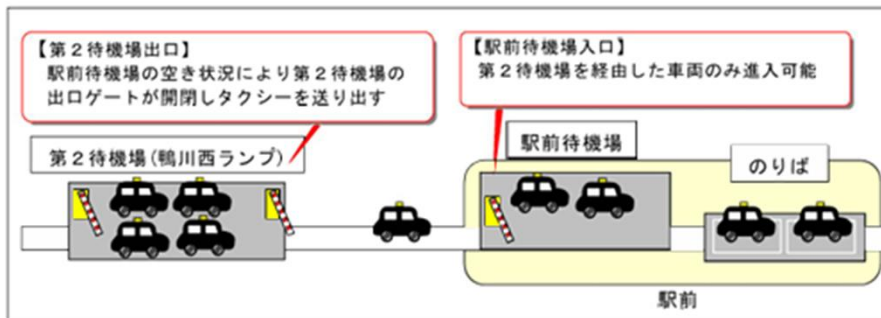 【第２待機場出口】
駅前待機場の空き状況により第２待機場の
出口ゲートが開閉しタクシーを送り出す
【駅前待機場入口】
第２待機場を経由した車両のみ進入可能
第２待機場(鴨川西ランプ)
駅前待機場
のりば
駅前